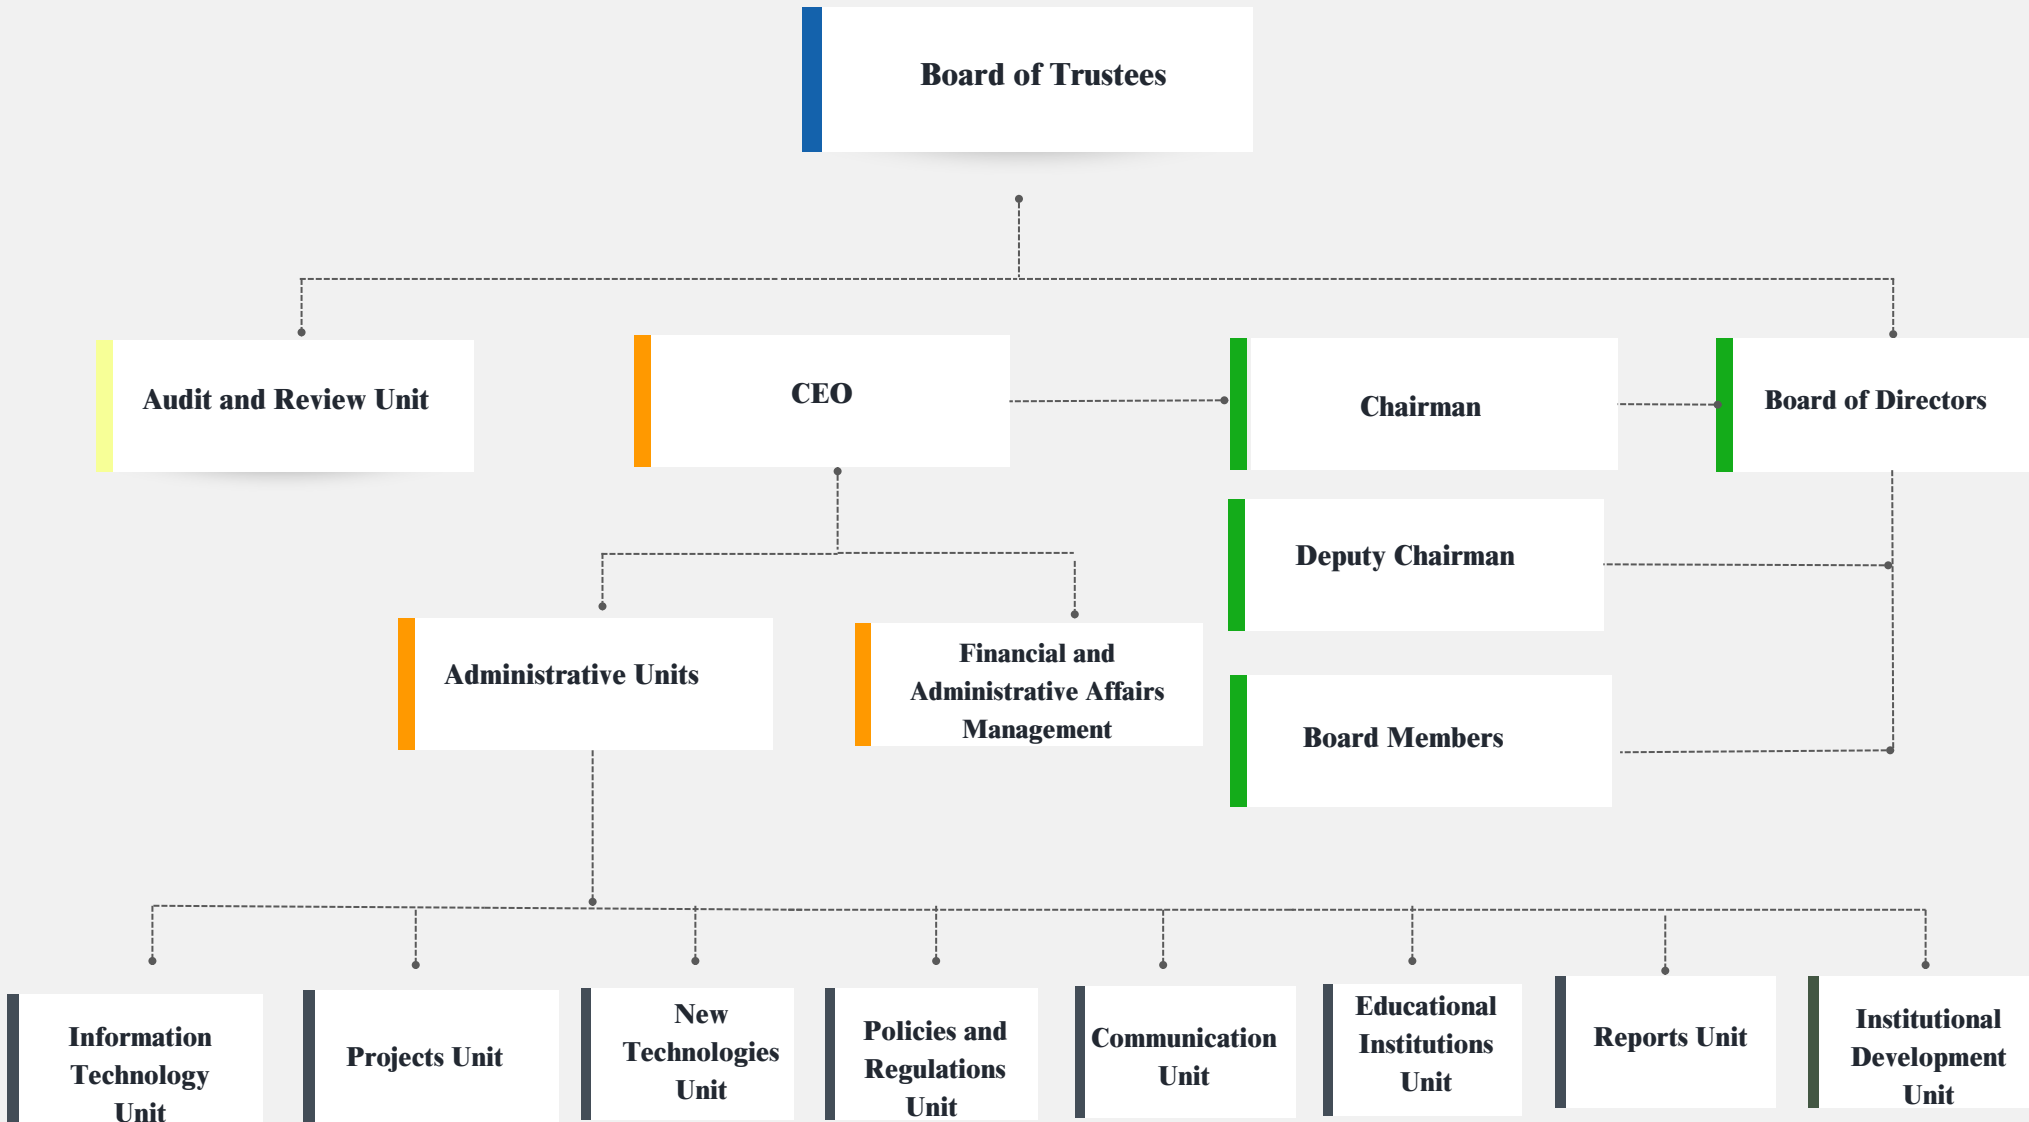 Board of Trustees
Audit and Review Unit
CEO
Chairman
Board of Directors
Deputy Chairman
Administrative Units
Financial and
Administrative Affairs
Management
Board Members
Information
Technology
Unit
Projects Unit
New
Technologies
Unit
Policies and
Regulations
Unit
Communication
Unit
Educational
Institutions
Unit
Reports Unit
Institutional
Development
Unit